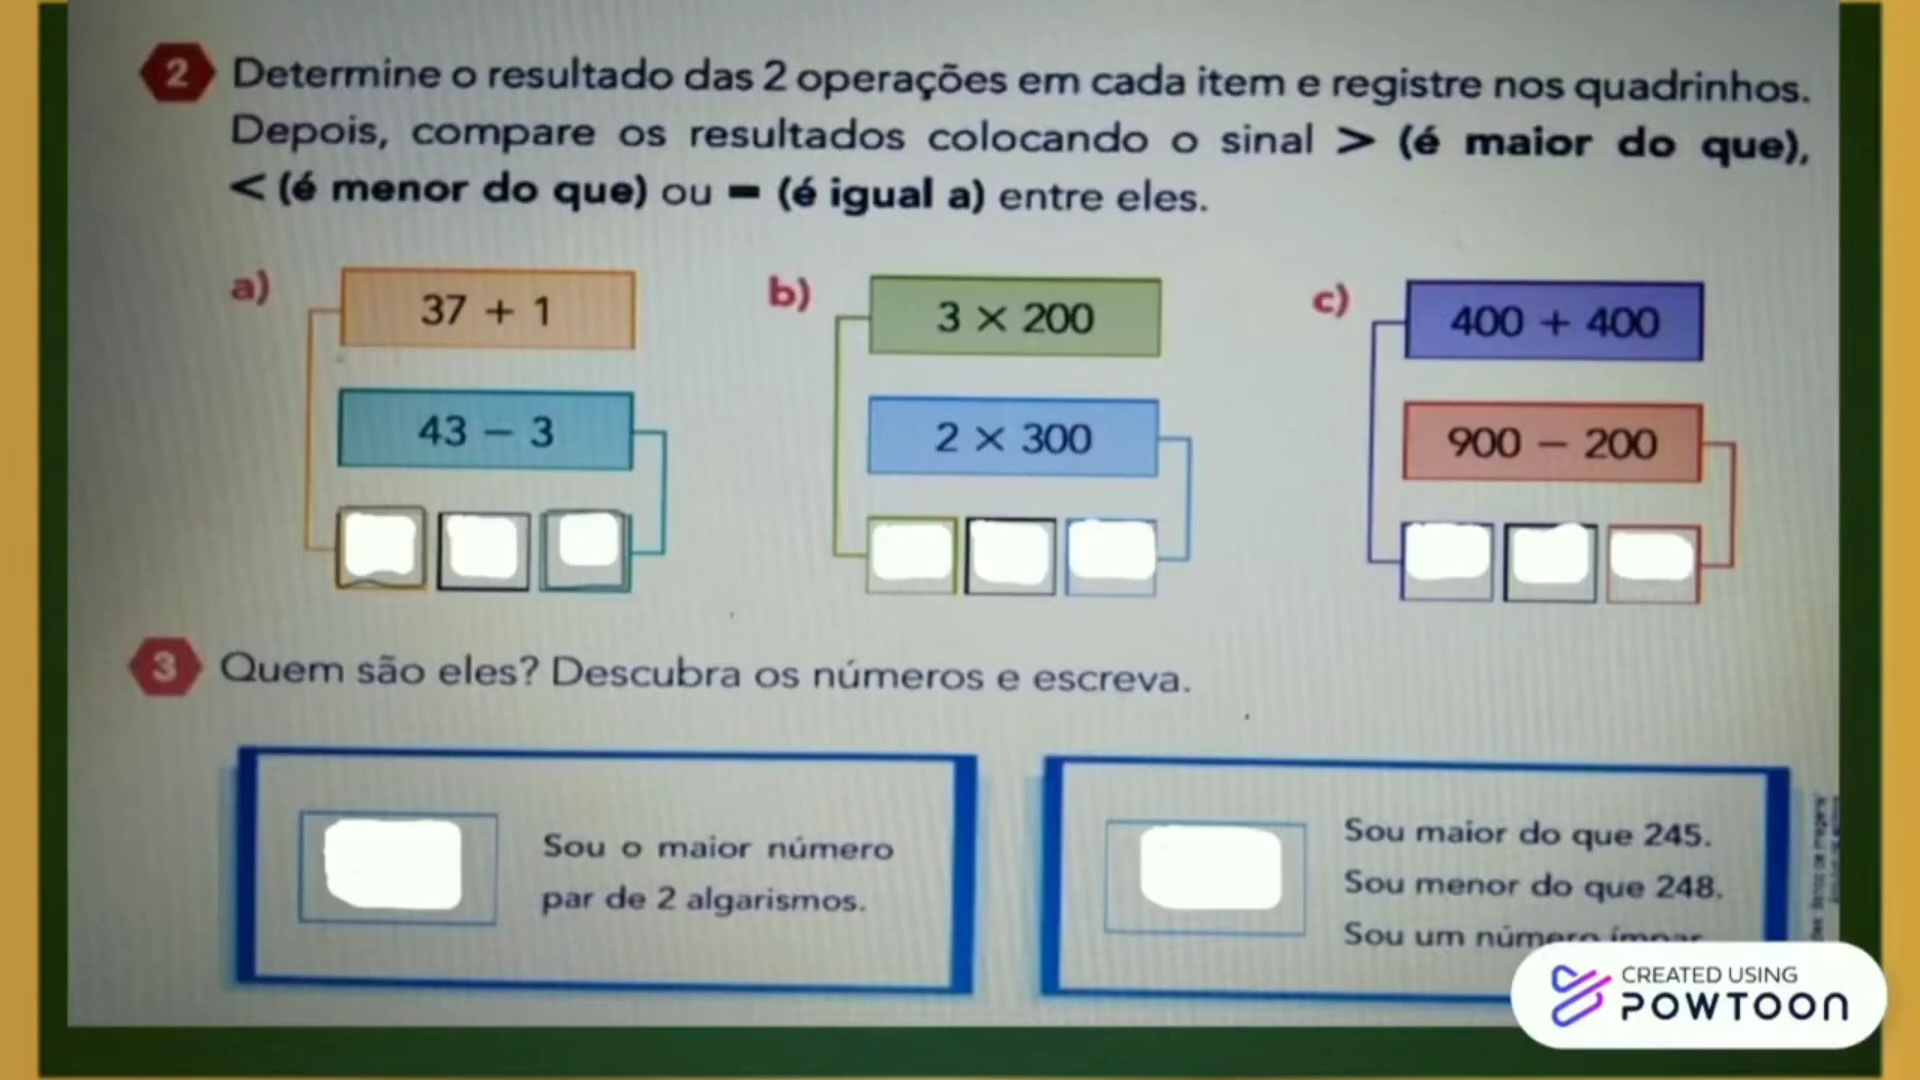 2 Determine o resultado das 2 operações em cada item e registre nos quadrinhos.
Depois, compare os resultados colocando o sinal > (é maior do que),
< (é menor do que) ou = (é igual a) entre eles.
a) 37 + 1
43 − 3
b) 3 × 200
2 × 300
c) 400 + 400
900 − 200
3 Quem são eles? Descubra os números e escreva.
Sou o maior número
par de 2 algarismos.
Sou maior do que 245.
Sou menor do que 248.
Sou um número ímpar
CREATED USING
POWTOON